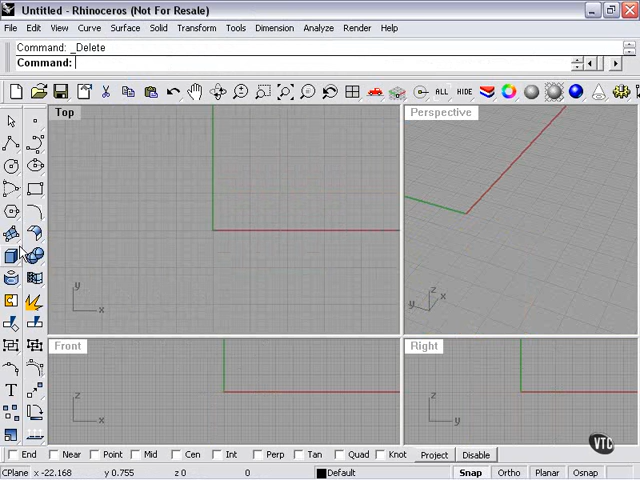 Untitled - Rhinoceros (Not For Resale)
File Edit View Curve Surface Solid Transform Tools Dimension Analyze Render Help
Command: _Delete
Command:
ALL HIDE
Top
Perspective
y
x
z
y x
Front
Right
z
x
z
y
VTC
T
End Near Point Mid Cen Int Perp Tan Quad Knot Project Disable
CPlane x -22.168 y 0.755 z 0 0 Default Snap Ortho Planar Osnap